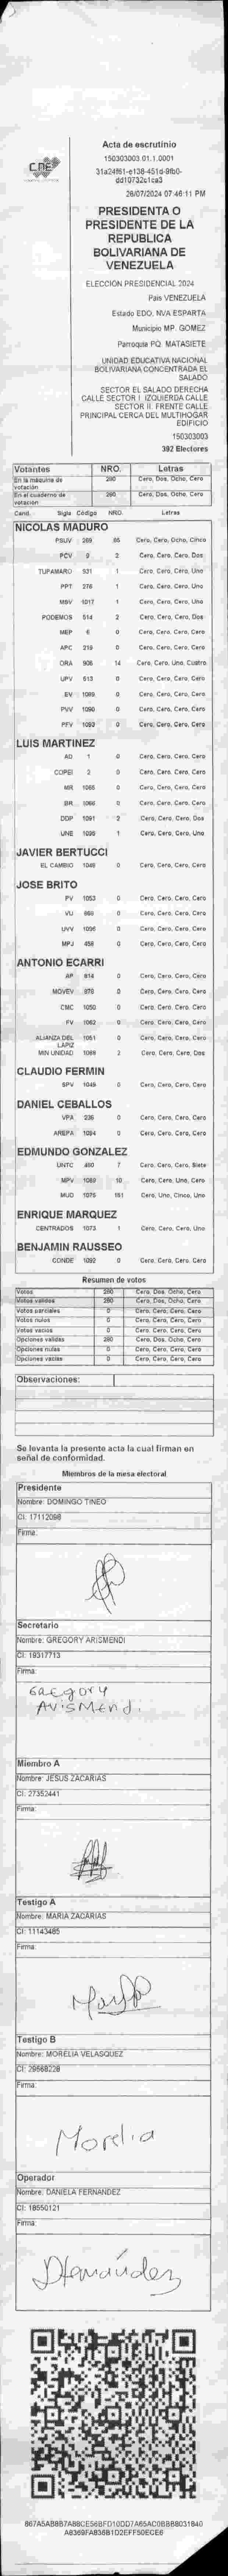 CNE
Acta de escrutinio
150303003.01.1.0001
28/07/2024 07:46:11 PM
PRESIDENTA O
PRESIDENTE DE LA
REPUBLICA
BOLIVARIANA DE
VENEZUELA
ELECCION PRESIDENCIAL 2024
País VENEZUELA
Estado EDO. NVA ESPARTA
Municipio MP. GOMEZ
Parroquia PQ. MATASIETE
UNIDAD EDUCATIVA NACIONAL
BOLIVARIANA CONCENTRADA EL
SALADO
SECTOR EL SALADO DERECHA
CALLE SECTOR I. IZQUIERDA CALLE
SECTOR II. FRENTE CALLE
PRINCIPAL CERCA DEL MULTIHOGAR
EDIFICIO
150303003
392 Electores
Votantes NRO. Letras
En la máquina de votación 280 Cero, Dos, Ocho, Cero
En el cuaderno de votación 280 Cero, Dos, Ocho, Cero
Cand. Sigla Código NRO. Letras
NICOLAS MADURO
PSUV 269 85 Cero, Cero, Ocho, Cinco
PCV 9 2 Cero, Cero, Cero, Dos
TUPAMARO 931 1 Cero, Cero, Cero, Uno
PPT 276 1 Cero, Cero, Cero, Uno
MSV 1017 1 Cero, Cero, Cero, Uno
PODEMOS 514 2 Cero, Cero, Cero, Dos
MEP 6 0 Cero, Cero, Cero, Cero
APC 219 0 Cero, Cero, Cero, Cero
ORA 908 14 Cero, Cero, Uno, Cuatro
UPV 513 0 Cero, Cero, Cero, Cero
EV 1089 0 Cero, Cero, Cero, Cero
PVV 1090 0 Cero, Cero, Cero, Cero
PFV 1093 0 Cero, Cero, Cero, Cero
LUIS MARTINEZ
AD 1 0 Cero, Cero, Cero, Cero
COPEI 2 0 Cero, Cero, Cero, Cero
MR 1065 0 Cero, Cero, Cero, Cero
BR 1066 0 Cero, Cero, Cero, Cero
DDP 1091 2 Cero, Cero, Cero, Dos
UNE 1095 1 Cero, Cero, Cero, Uno
JAVIER BERTUCCI
EL CAMBIO 1049 0 Cero, Cero, Cero, Cero
JOSE BRITO
PV 1053 0 Cero, Cero, Cero, Cero
VU 869 0 Cero, Cero, Cero, Cero
UVV 1096 0 Cero, Cero, Cero, Cero
MPJ 458 0 Cero, Cero, Cero, Cero
ANTONIO ECARRI
AP 814 0 Cero, Cero, Cero, Cero
MOVEV 876 0 Cero, Cero, Cero, Cero
CMC 1050 0 Cero, Cero, Cero, Cero
FV 1062 0 Cero, Cero, Cero, Cero
ALIANZA DEL LAPIZ 1051 0 Cero, Cero, Cero, Cero
MIN UNIDAD 1088 2 Cero, Cero, Cero, Dos
CLAUDIO FERMIN
SPV 1048 0 Cero, Cero, Cero, Cero
DANIEL CEBALLOS
VPA 236 0 Cero, Cero, Cero, Cero
AREPA 1094 0 Cero, Cero, Cero, Cero
EDMUNDO GONZALEZ
UNTC 480 7 Cero, Cero, Cero, Siete
MPV 1069 10 Cero, Cero, Uno, Cero
MUD 1075 151 Cero, Uno, Cinco, Uno
ENRIQUE MARQUEZ
CENTRADOS 1073 1 Cero, Cero, Cero, Uno
BENJAMIN RAUSSEO
CONDE 1092 0 Cero, Cero, Cero, Cero
Resumen de votos
Votos 280 Cero, Dos, Ocho, Cero
Votos válidos 280 Cero, Dos, Ocho, Cero
Votos parciales 0 Cero, Cero, Cero, Cero
Votos nulos 0 Cero, Cero, Cero, Cero
Votos vacíos 0 Cero, Cero, Cero, Cero
Opciones válidas 280 Cero, Dos, Ocho, Cero
Opciones nulas 0 Cero, Cero, Cero, Cero
Opciones vacías 0 Cero, Cero, Cero, Cero
Observaciones:
Se levanta la presente acta la cual firman en
señal de conformidad.
Miembros de la mesa electoral
Presidente
Nombre: DOMINGO TINEO
CI: 17112098
Firma:
Secretario
Nombre: GREGORY ARISMENDI
CI: 19317713
Firma:
Gregory
Arismendi
Miembro A
Nombre: JESUS ZACARIAS
CI: 27352441
Firma:
Testigo A
Nombre: MARIA ZACARIAS
CI: 11143485
Firma:
Testigo B
Nombre: MORELIA VELASQUEZ
CI: 29568228
Firma:
Morelia
Operador
Nombre: DANIELA FERNANDEZ
CI: 18550121
Firma:
DFernández